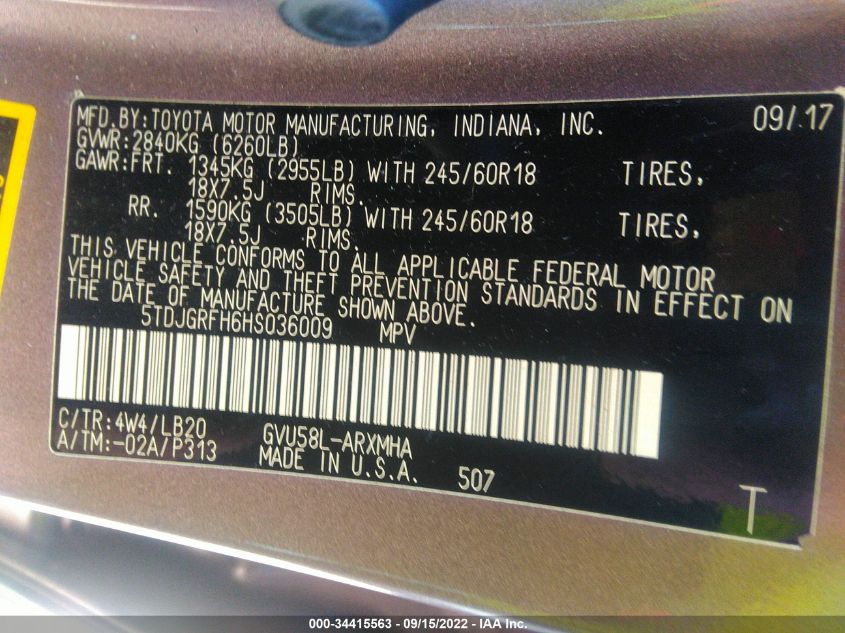 MFD.BY:TOYOTA MOTOR MANUFACTURING, INDIANA, INC. 09/17
GVWR:2840KG (6260LB)
GAWR:FRT. 1345KG (2955LB) WITH 245/60R18 TIRES,
18X7.5J RIMS.
RR. 1590KG (3505LB) WITH 245/60R18 TIRES,
18X7.5J RIMS.
THIS VEHICLE CONFORMS TO ALL APPLICABLE FEDERAL MOTOR
VEHICLE SAFETY AND THEFT PREVENTION STANDARDS IN EFFECT ON
THE DATE OF MANUFACTURE SHOWN ABOVE.
5TDJGRFH6HS036009 MPV
C/TR:4W4/LB20 GVU58L-ARXMHA
A/TM:-02A/P313 MADE IN U.S.A. 507
T
000-34415563 - 09/15/2022 - IAA Inc.